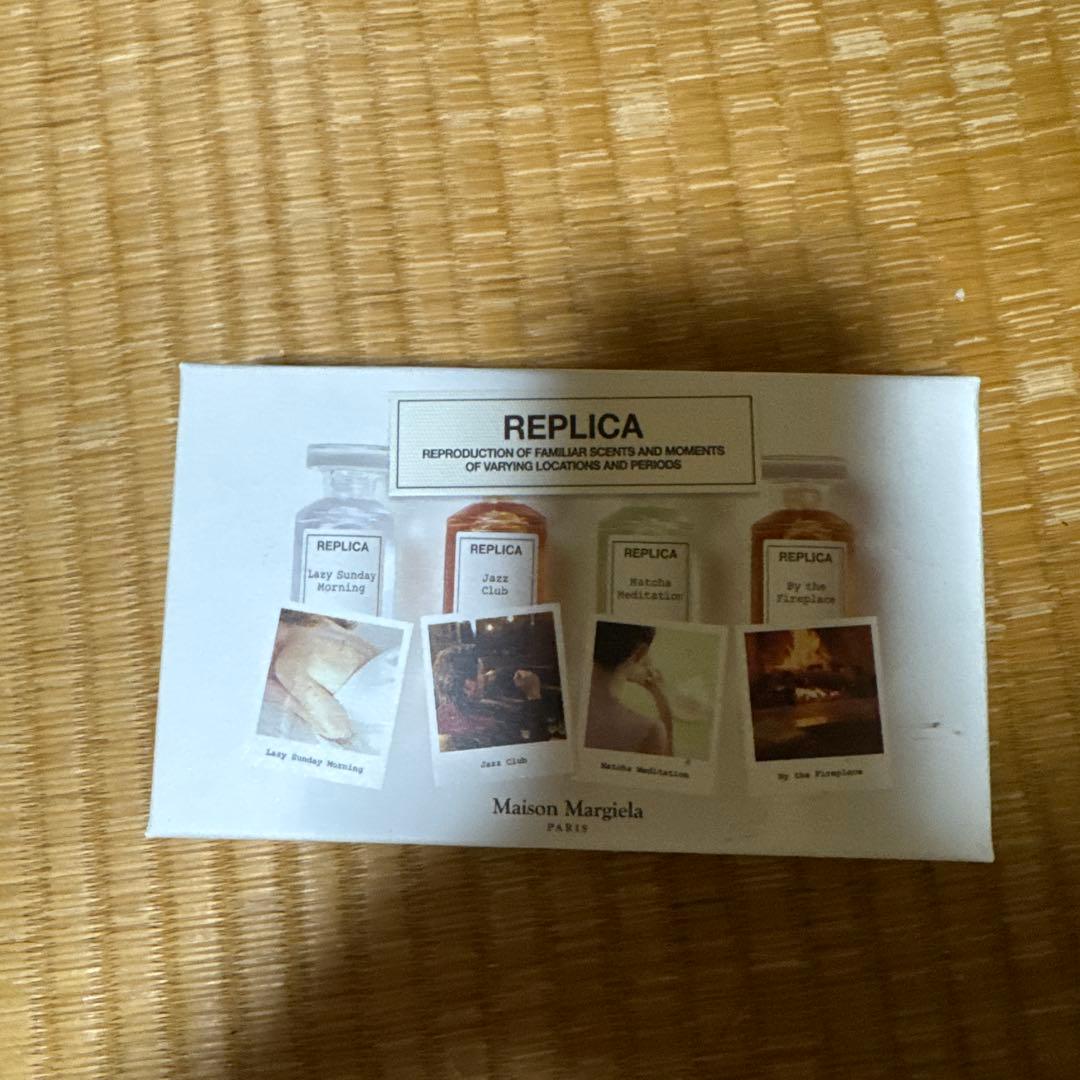 REPLICA
REPRODUCTION OF FAMILIAR SCENTS AND MOMENTS
OF VARYING LOCATIONS AND PERIODS
REPLICA
Lazy Sunday
Morning
REPLICA
Jazz
Club
REPLICA
Matcha
Meditation
REPLICA
By the
Fireplace
Lazy Sunday Morning
Jazz Club
Matcha Meditation
By the Fireplace
Maison Margiela
PARIS